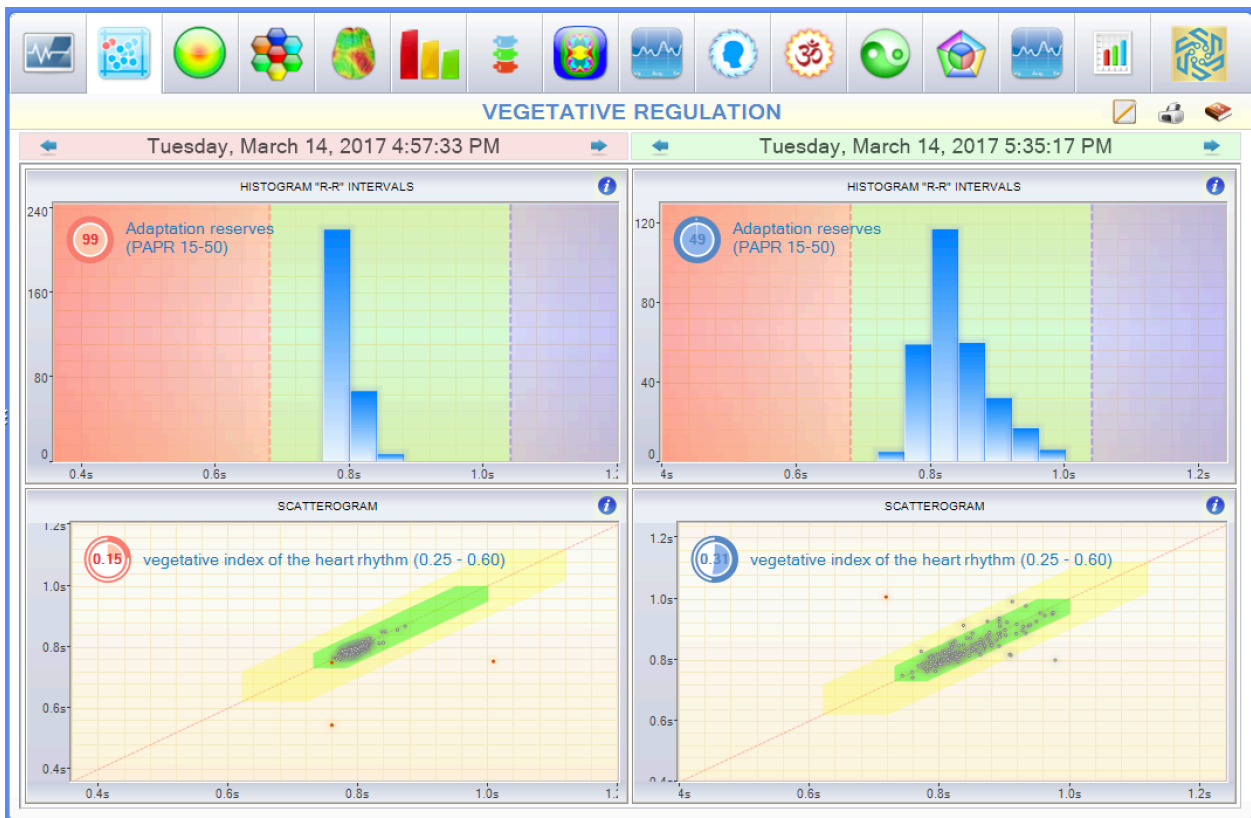 VEGETATIVE REGULATION
Tuesday, March 14, 2017 4:57:33 PM
Tuesday, March 14, 2017 5:35:17 PM
HISTOGRAM "R-R" INTERVALS
240
160
80
0
99
Adaptation reserves
(PAPR 15-50)
0.4s 0.6s 0.8s 1.0s 1.:
HISTOGRAM "R-R" INTERVALS
120
80
40
0
49
Adaptation reserves
(PAPR 15-50)
4s 0.6s 0.8s 1.0s 1.2s
SCATTEROGRAM
1.2s
1.0s
0.8s
0.6s
0.4s
0.15
vegetative index of the heart rhythm (0.25 - 0.60)
0.4s 0.6s 0.8s 1.0s 1.:
SCATTEROGRAM
1.2s
1.0s
0.8s
0.6s
0.4s
0.31
vegetative index of the heart rhythm (0.25 - 0.60)
4s 0.6s 0.8s 1.0s 1.2s